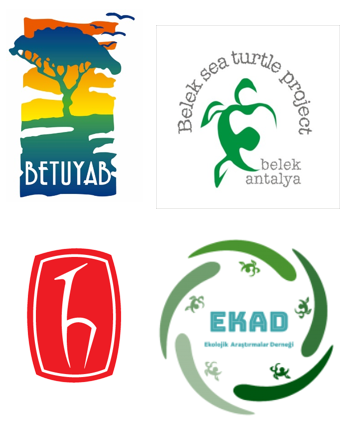 Belek sea turtle project
BETUYAB
belek
antalya
h
EKAD
Ekolojik Araştırmalar Derneği